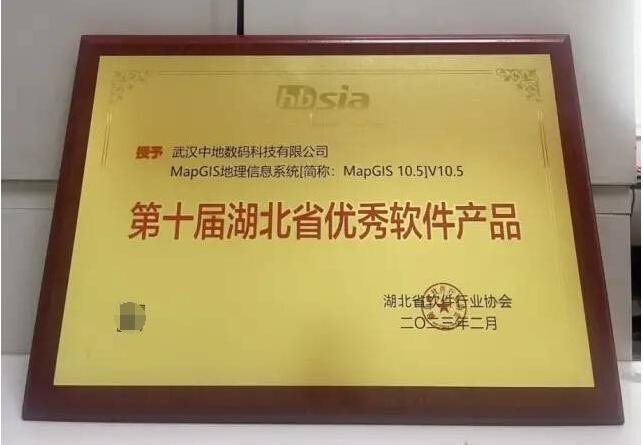 hbsia
授予 武汉中地数码科技有限公司
MapGIS地理信息系统[简称：MapGIS 10.5]V10.5
第十届湖北省优秀软件产品
湖北省软件行业协会
二〇二三年二月